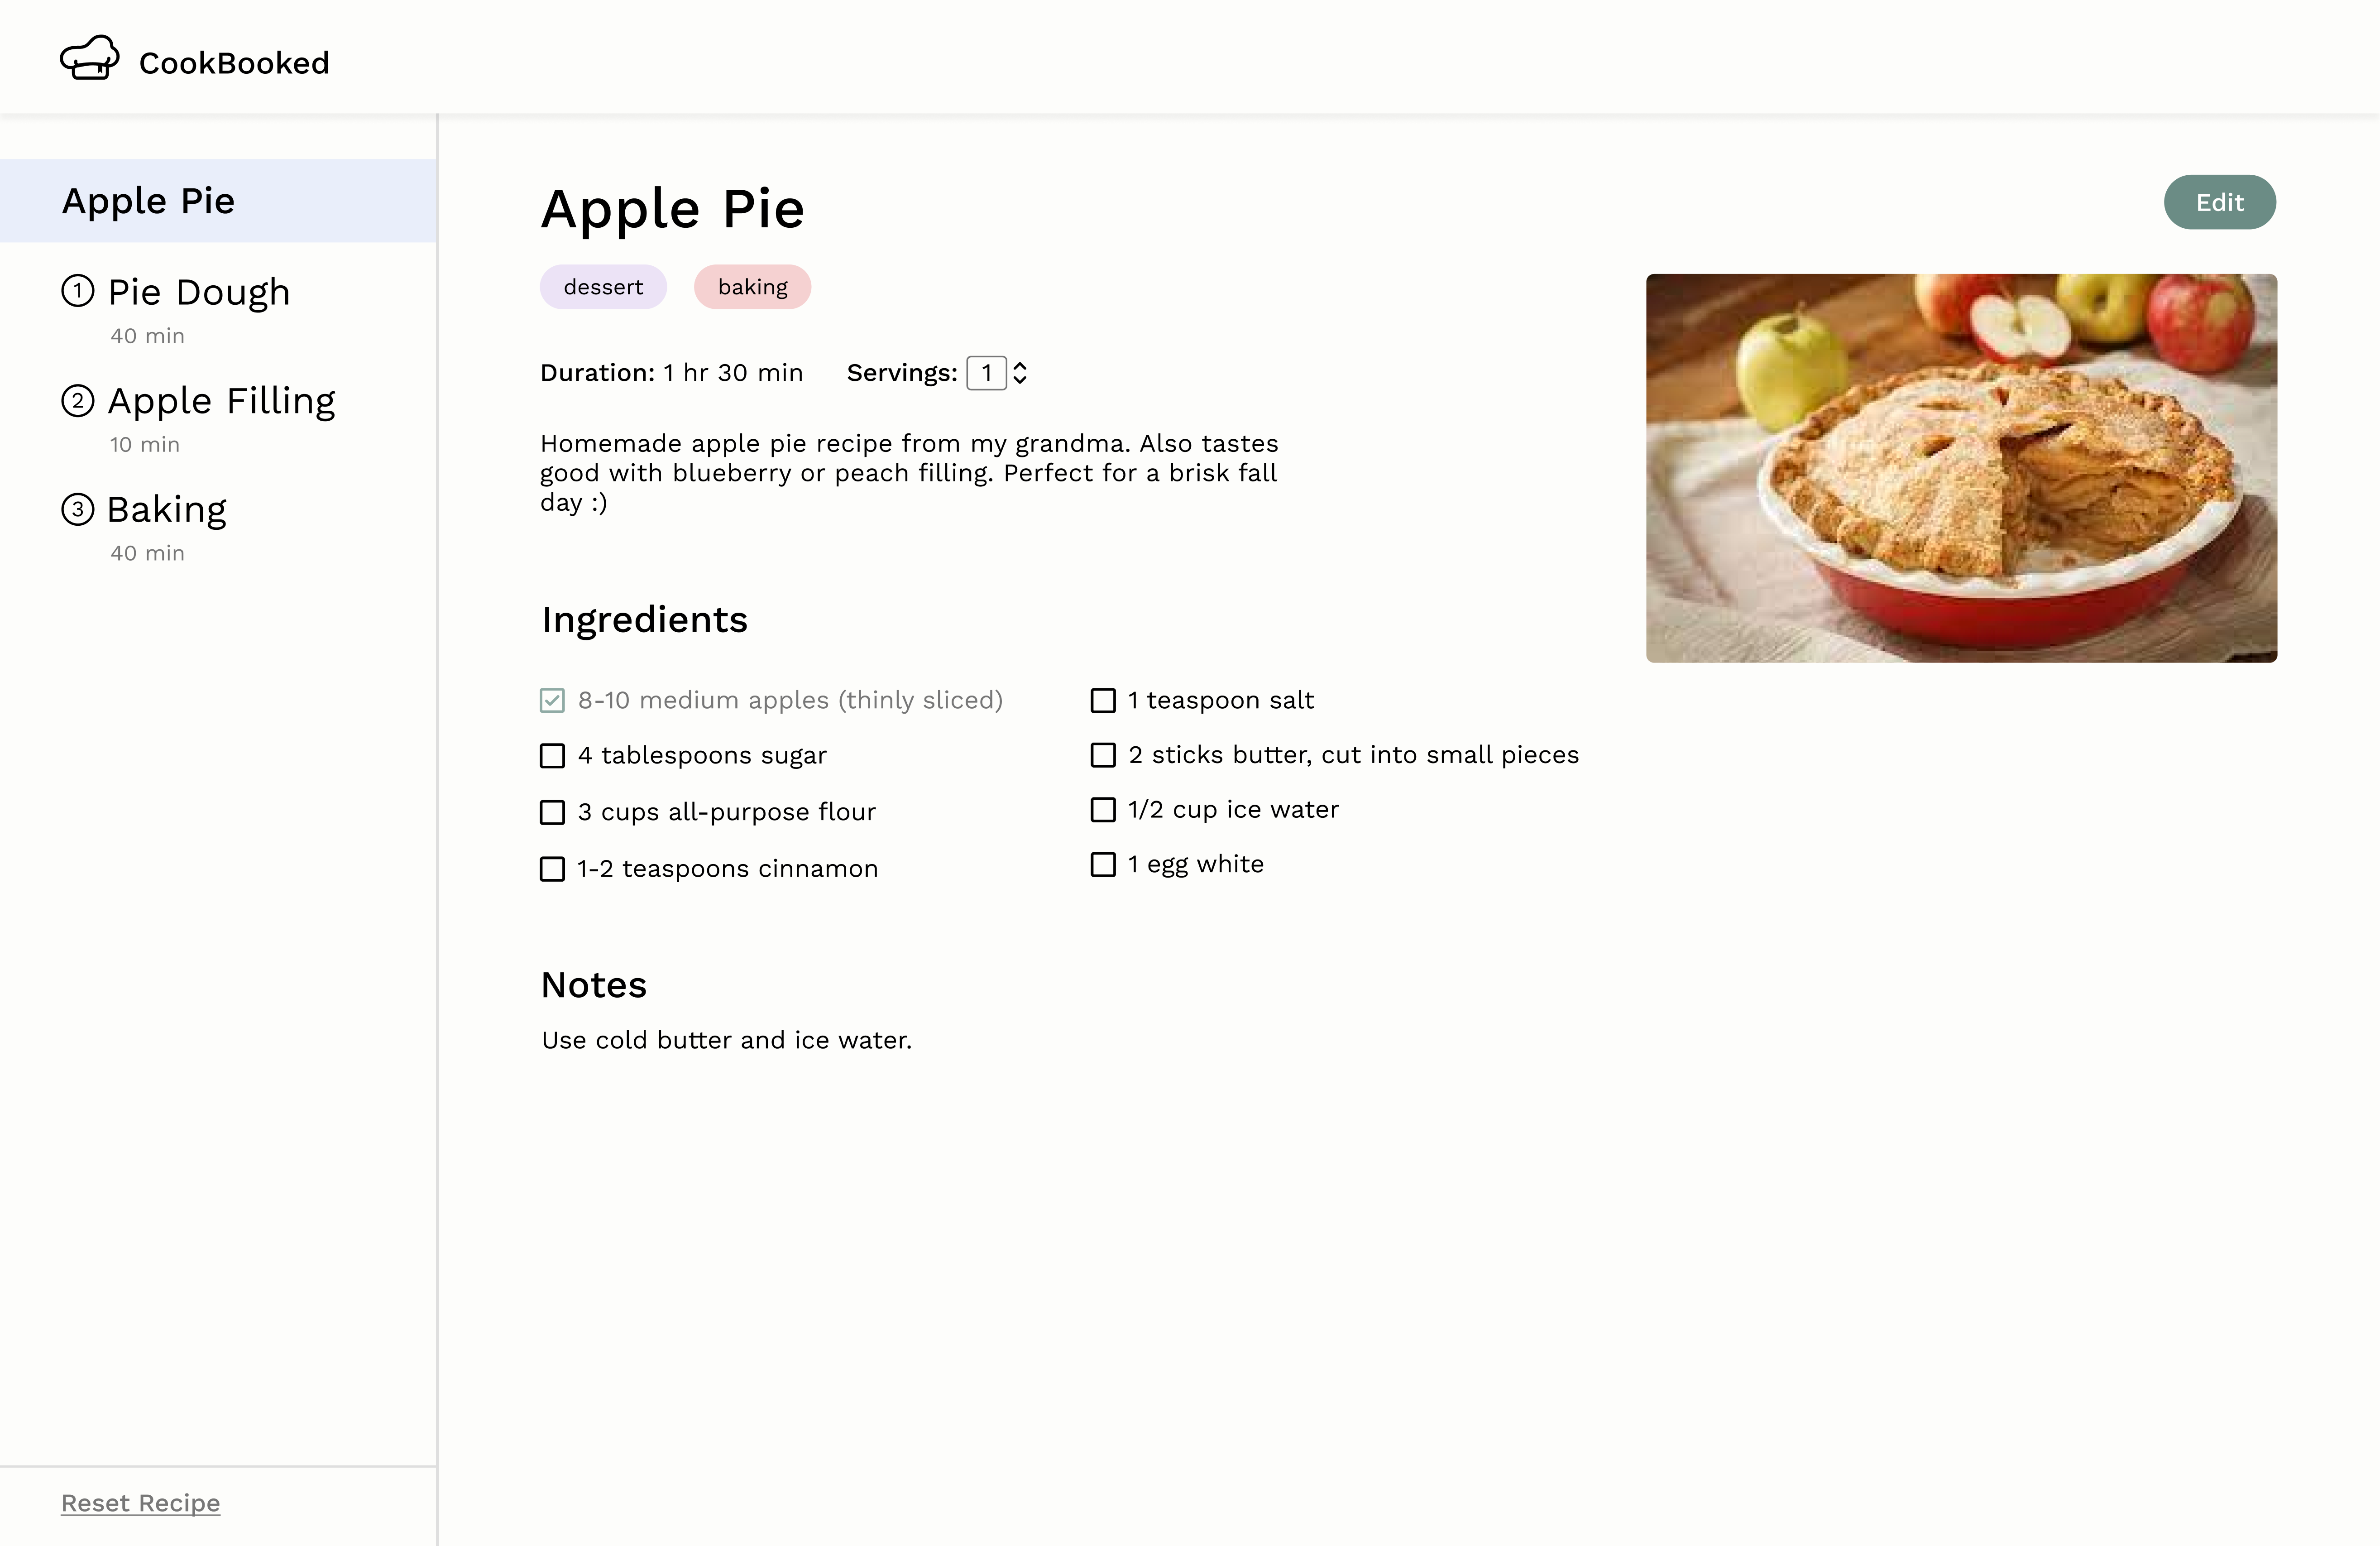 CookBooked
Apple Pie
1 Pie Dough
40 min
2 Apple Filling
10 min
3 Baking
40 min
Reset Recipe
Apple Pie
Edit
dessert baking
Duration: 1 hr 30 min Servings: 1
Homemade apple pie recipe from my grandma. Also tastes
good with blueberry or peach filling. Perfect for a brisk fall
day :)
Ingredients
8-10 medium apples (thinly sliced)
4 tablespoons sugar
3 cups all-purpose flour
1-2 teaspoons cinnamon
1 teaspoon salt
2 sticks butter, cut into small pieces
1/2 cup ice water
1 egg white
Notes
Use cold butter and ice water.